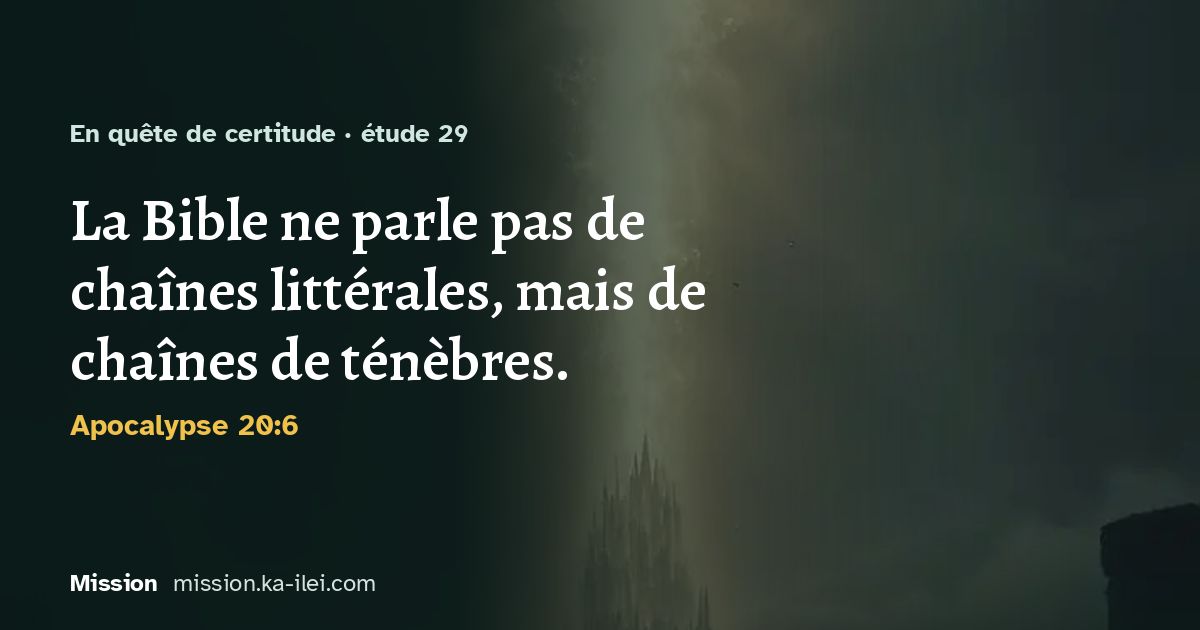 En quête de certitude · étude 29
La Bible ne parle pas de
chaînes littérales, mais de
chaînes de ténèbres.
Apocalypse 20:6
Mission mission.ka-ilei.com